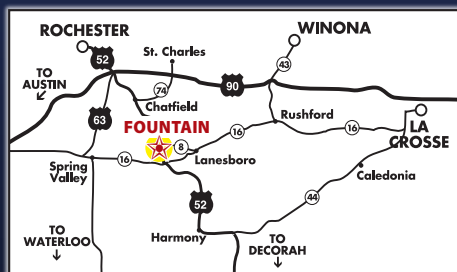 ROCHESTER
WINONA
St. Charles
52
43
TO
AUSTIN
90
74
Chatfield
63
FOUNTAIN
Rushford
16
16
LA
CROSSE
8
Lanesboro
16
Spring
Valley
Caledonia
52
44
Harmony
TO
WATERLOO
TO
DECORAH